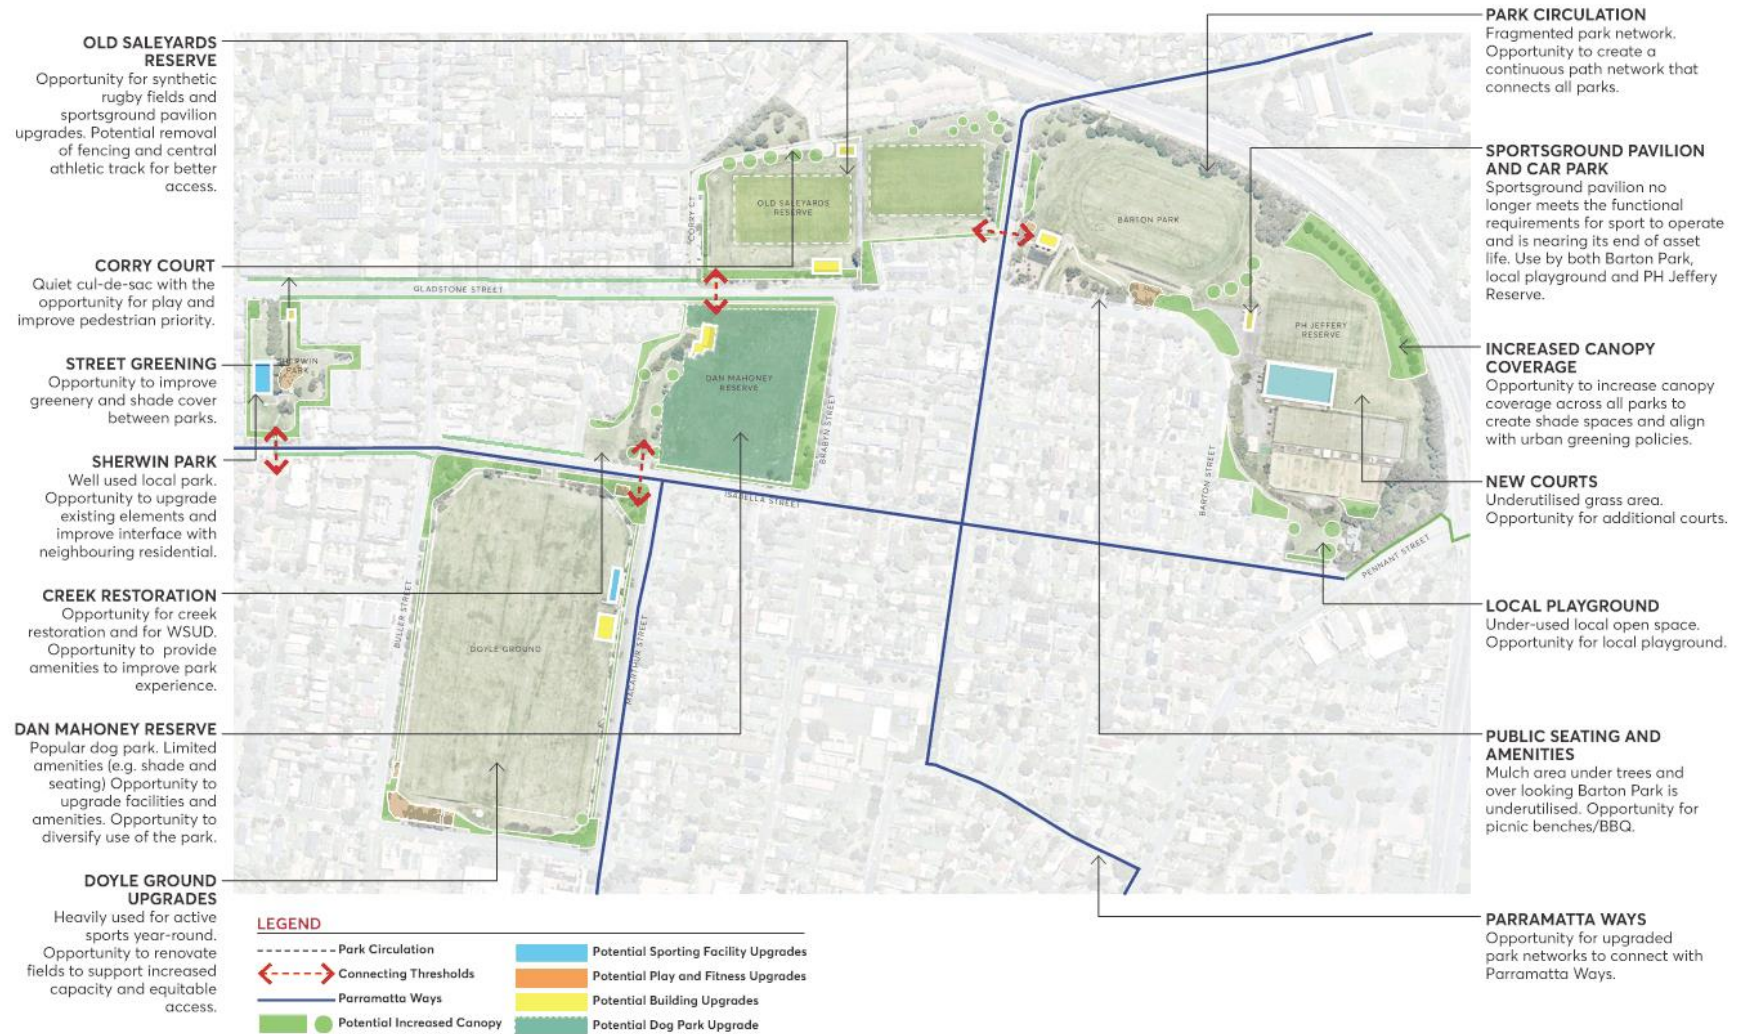 OLD SALEYARDS
RESERVE
Opportunity for synthetic
rugby fields and
sportsground pavilion
upgrades. Potential removal
of fencing and central
athletic track for better
access.
CORRY COURT
Quiet cul-de-sac with the
opportunity for play and
improve pedestrian priority.
STREET GREENING
Opportunity to improve
greenery and shade cover
between parks.
SHERWIN PARK
Well used local park.
Opportunity to upgrade
existing elements and
improve interface with
neighbouring residential.
CREEK RESTORATION
Opportunity for creek
restoration and for WSUD.
Opportunity to provide
amenities to improve park
experience.
DAN MAHONEY RESERVE
Popular dog park. Limited
amenities (e.g. shade and
seating) Opportunity to
upgrade facilities and
amenities. Opportunity to
diversify use of the park.
DOYLE GROUND
UPGRADES
Heavily used for active
sports year-round.
Opportunity to renovate
fields to support increased
capacity and equitable
access.
OLD SALEYARDS
RESERVE
CORRY CT
BARTON PARK
GLADSTONE STREET
PH JEFFERY
RESERVE
SHERWIN
PARK
DAN MAHONEY
RESERVE
BRABYN STREET
ISABELLA STREET
BARTON STREET
PENNANT STREET
BULLER STREET
DOYLE GROUND
MACARTHUR STREET
PARK CIRCULATION
Fragmented park network.
Opportunity to create a
continuous path network that
connects all parks.
SPORTSGROUND PAVILION
AND CAR PARK
Sportsground pavilion no
longer meets the functional
requirements for sport to operate
and is nearing its end of asset
life. Use by both Barton Park,
local playground and PH Jeffery
Reserve.
INCREASED CANOPY
COVERAGE
Opportunity to increase canopy
coverage across all parks to
create shade spaces and align
with urban greening policies.
NEW COURTS
Underutilised grass area.
Opportunity for additional courts.
LOCAL PLAYGROUND
Under-used local open space.
Opportunity for local playground.
PUBLIC SEATING AND
AMENITIES
Mulch area under trees and
over looking Barton Park is
underutilised. Opportunity for
picnic benches/BBQ.
PARRAMATTA WAYS
Opportunity for upgraded
park networks to connect with
Parramatta Ways.
LEGEND
Park Circulation
Connecting Thresholds
Parramatta Ways
Potential Increased Canopy
Potential Sporting Facility Upgrades
Potential Play and Fitness Upgrades
Potential Building Upgrades
Potential Dog Park Upgrade